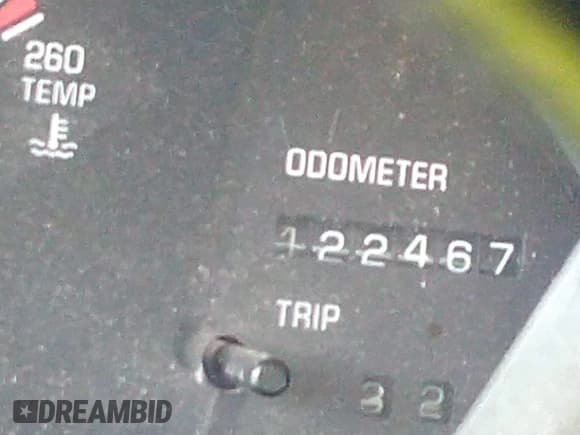 260
TEMP
ODOMETER
122467
TRIP
32
DREAMBID